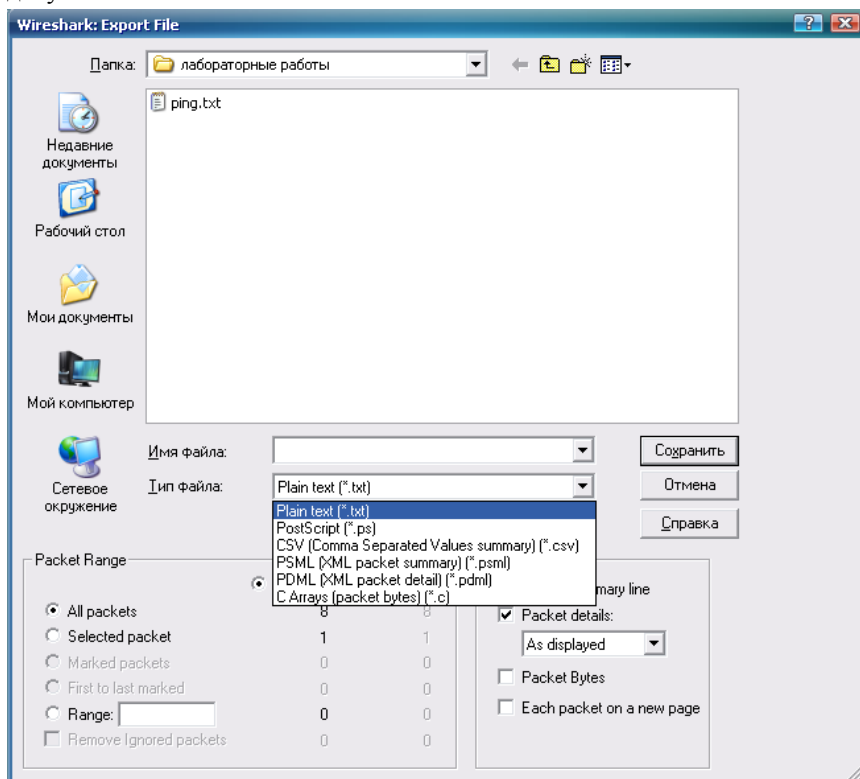 Wireshark: Export File
Папка:
лабораторные работы
ping.txt
Недавние
документы
Рабочий стол
Мои документы
Мой компьютер
Сетевое
окружение
Имя файла:
Сохранить
Тип файла:
Plain text (*.txt)
Отмена
Plain text (*.txt)
PostScript (*.ps)
CSV (Comma Separated Values summary) (*.csv)
PSML (XML packet summary) (*.psml)
PDML (XML packet detail) (*.pdml)
C Arrays (packet bytes) (*.c)
Справка
Packet Range
All packets 8 8
Selected packet 1 1
Marked packets 0 0
First to last marked 0 0
Range: 0 0
Remove Ignored packets 0 0
line
Packet details:
As displayed
Packet Bytes
Each packet on a new page